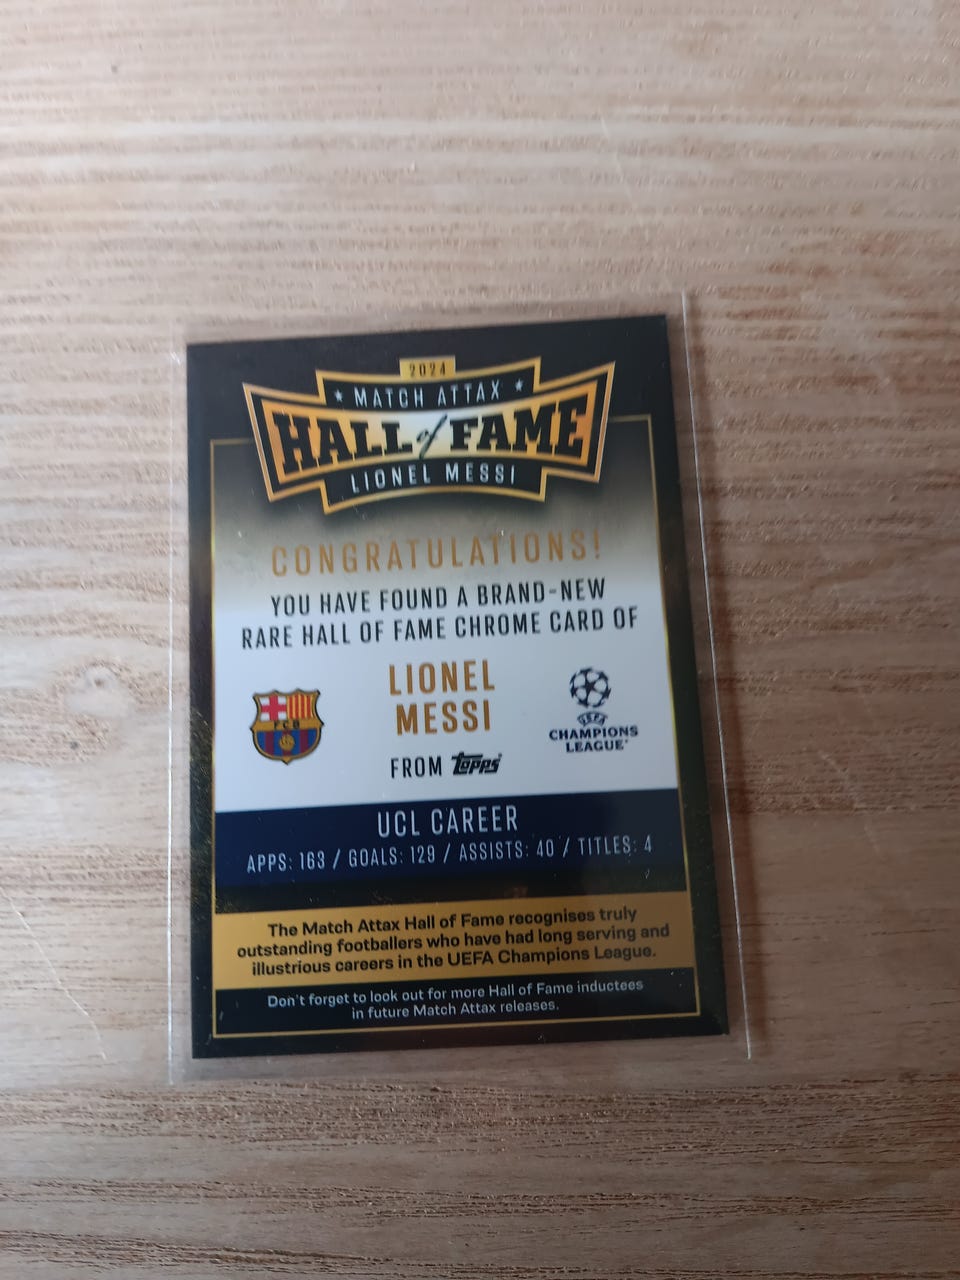 2024
MATCH ATTAX
HALL of FAME
LIONEL MESSI
CONGRATULATIONS!
YOU HAVE FOUND A BRAND-NEW
RARE HALL OF FAME CHROME CARD OF
LIONEL
MESSI
FCB
UEFA
CHAMPIONS
LEAGUE
FROM Topps
UCL CAREER
APPS: 163 / GOALS: 129 / ASSISTS: 40 / TITLES: 4
The Match Attax Hall of Fame recognises truly
outstanding footballers who have had long serving and
illustrious careers in the UEFA Champions League.
Don't forget to look out for more Hall of Fame inductees
in future Match Attax releases.